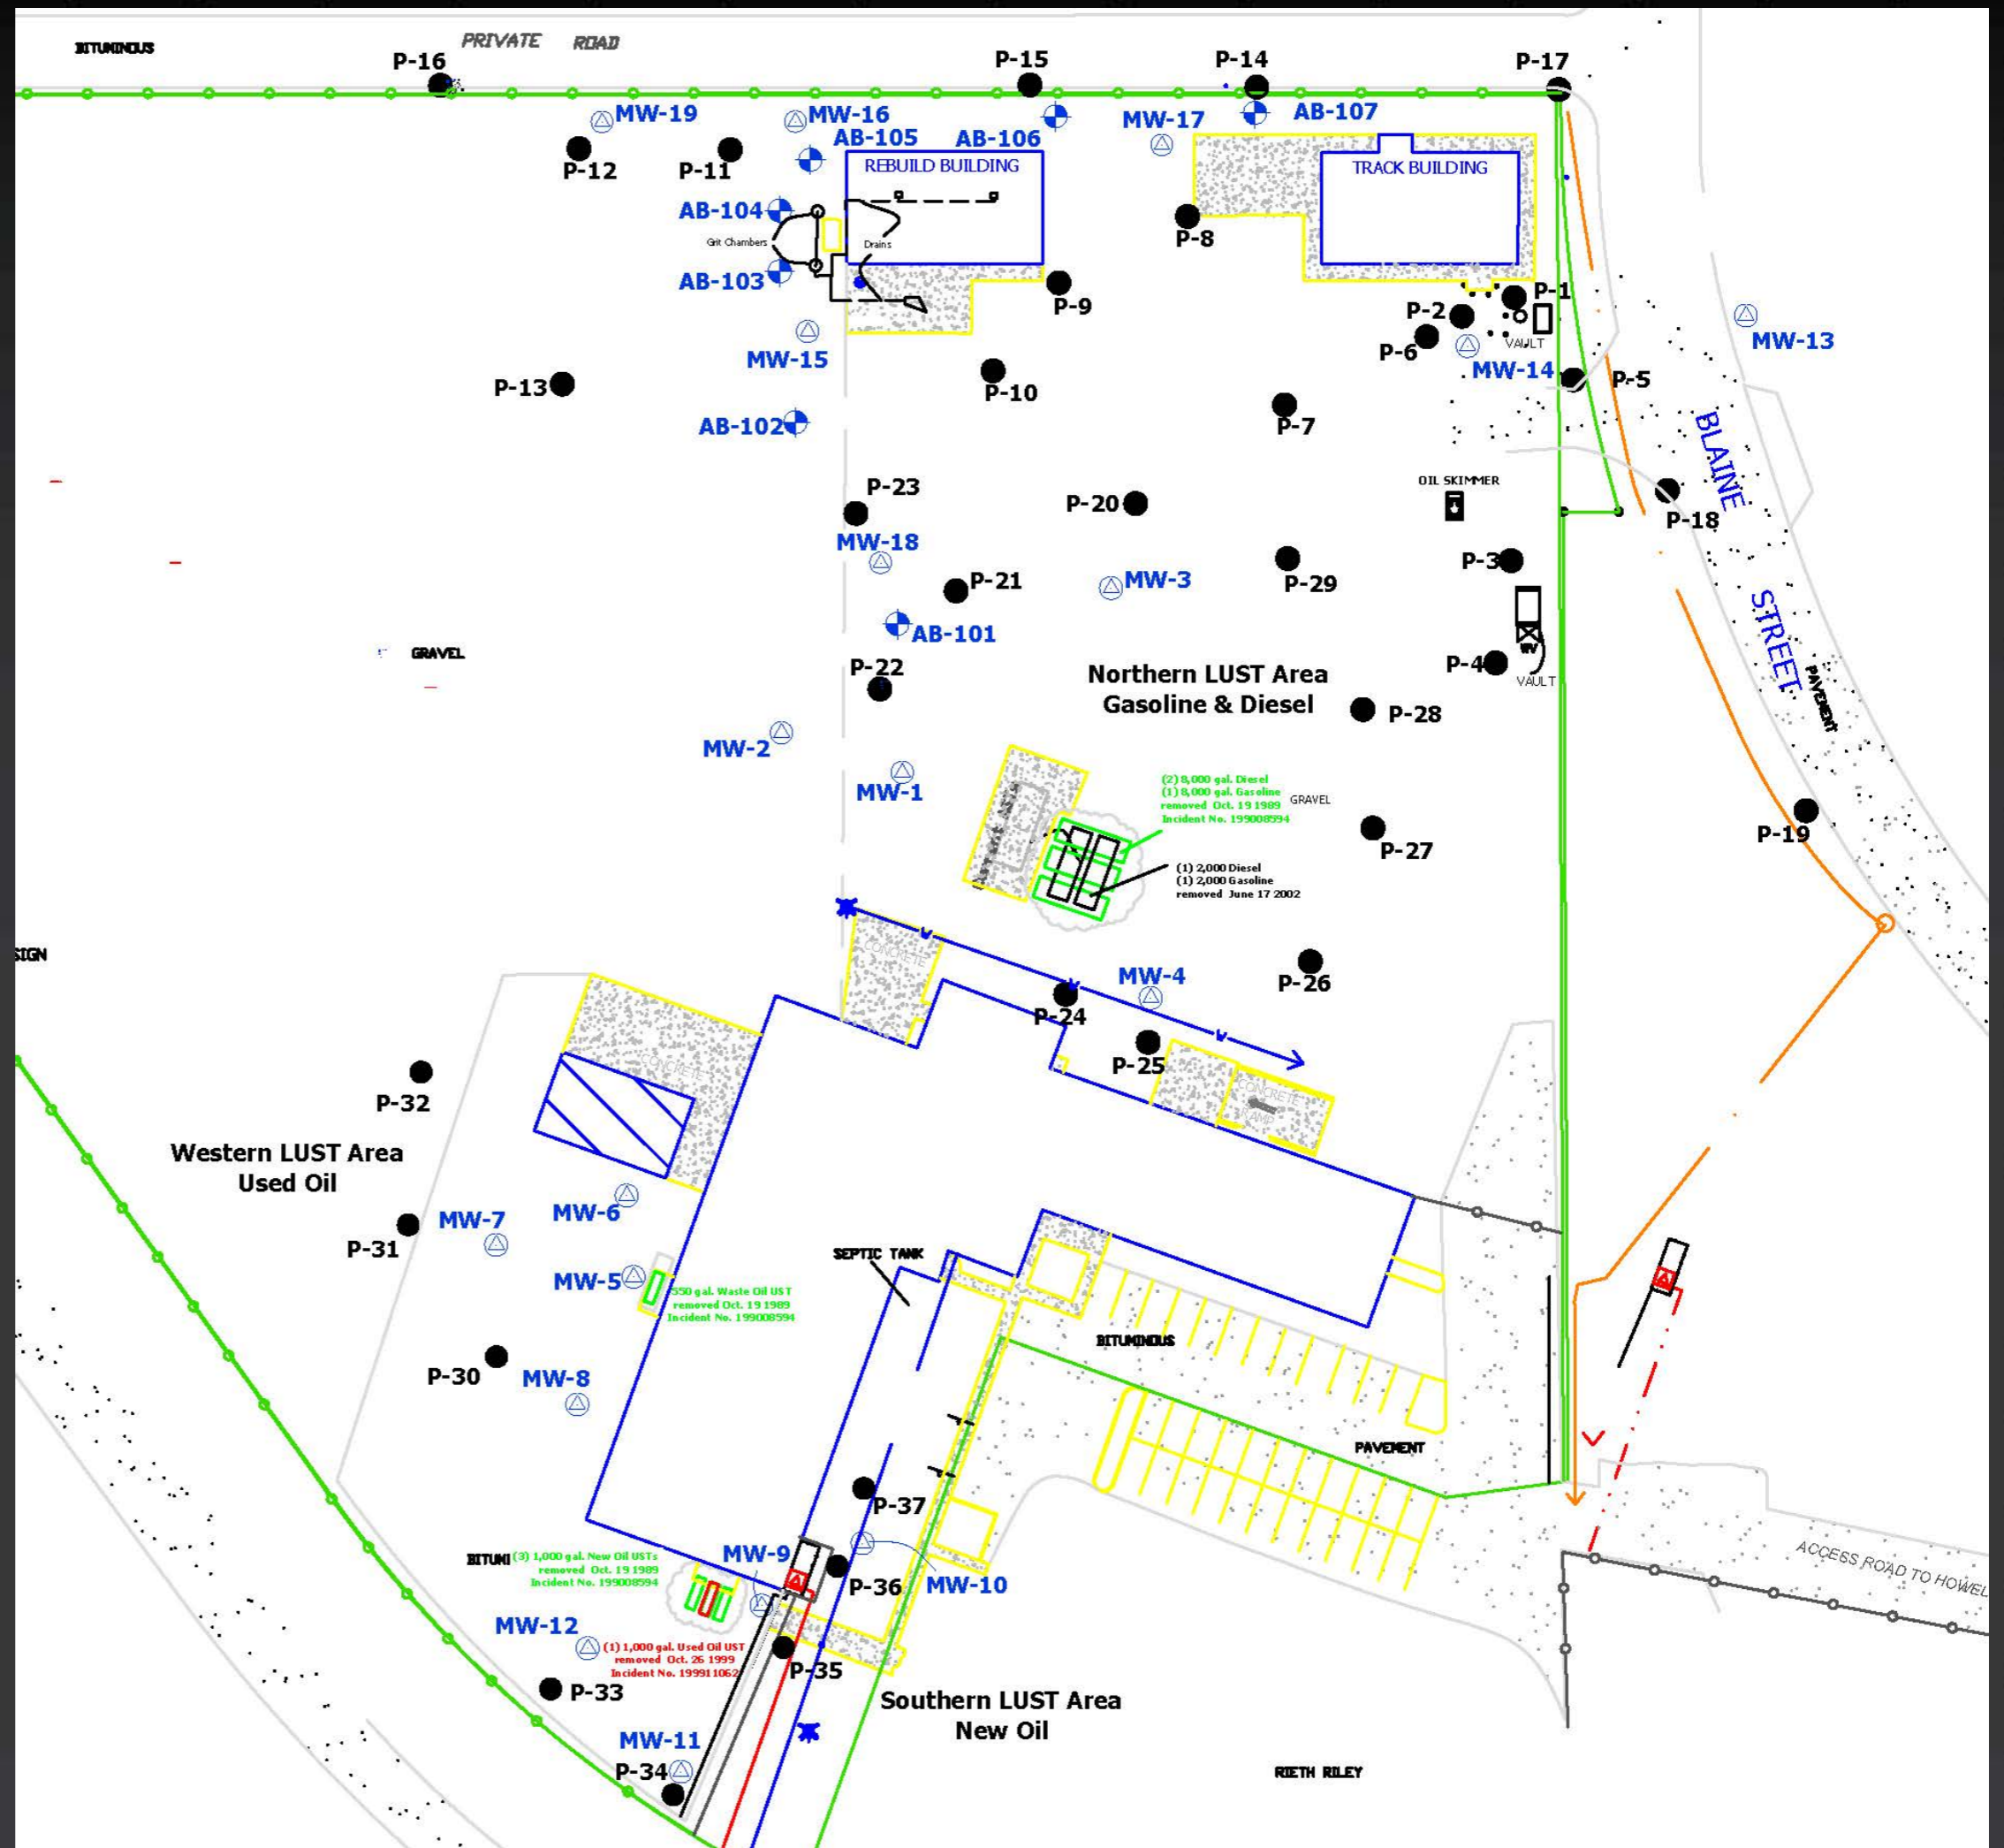 BITUMINOUS
PRIVATE ROAD
P-16
P-15
P-14
P-17
MW-19
MW-16
AB-105
AB-106
MW-17
AB-107
P-12
P-11
REBUILD BUILDING
TRACK BUILDING
AB-104
Grit Chambers
Drains
P-8
AB-103
P-9
P-1
P-2
P-6
VAULT
MW-13
MW-15
MW-14
P-5
P-13
P-10
P-7
AB-102
BLAINE
STREET
PAVEMENT
P-23
P-20
OIL SKIMMER
P-18
MW-18
P-21
MW-3
P-29
P-3
AB-101
GRAVEL
P-22
Northern LUST Area
Gasoline & Diesel
P-4
VAULT
P-28
MW-2
MW-1
(2) 8,000 gal. Diesel
(1) 8,000 gal. Gasoline
removed Oct. 19 1989
Incident No. 199008594
GRAVEL
P-19
P-27
(1) 2,000 Diesel
(1) 2,000 Gasoline
removed June 17 2002
SIGN
CONCRETE
MW-4
P-26
P-24
P-25
CONCRETE
CONCRETE
RAMP
P-32
Western LUST Area
Used Oil
MW-6
MW-7
P-31
SEPTIC TANK
MW-5
550 gal. Waste Oil UST
removed Oct. 19 1989
Incident No. 199008594
BITUMINOUS
P-30
MW-8
PAVEMENT
P-37
MW-9
BITUMI
(3) 1,000 gal. New Oil USTs
removed Oct. 19 1989
Incident No. 199008594
P-36
MW-10
ACCESS ROAD TO HOWEL
MW-12
(1) 1,000 gal. Used Oil UST
removed Oct. 26 1999
Incident No. 199911062
P-35
P-33
Southern LUST Area
New Oil
MW-11
P-34
RIETH RILEY